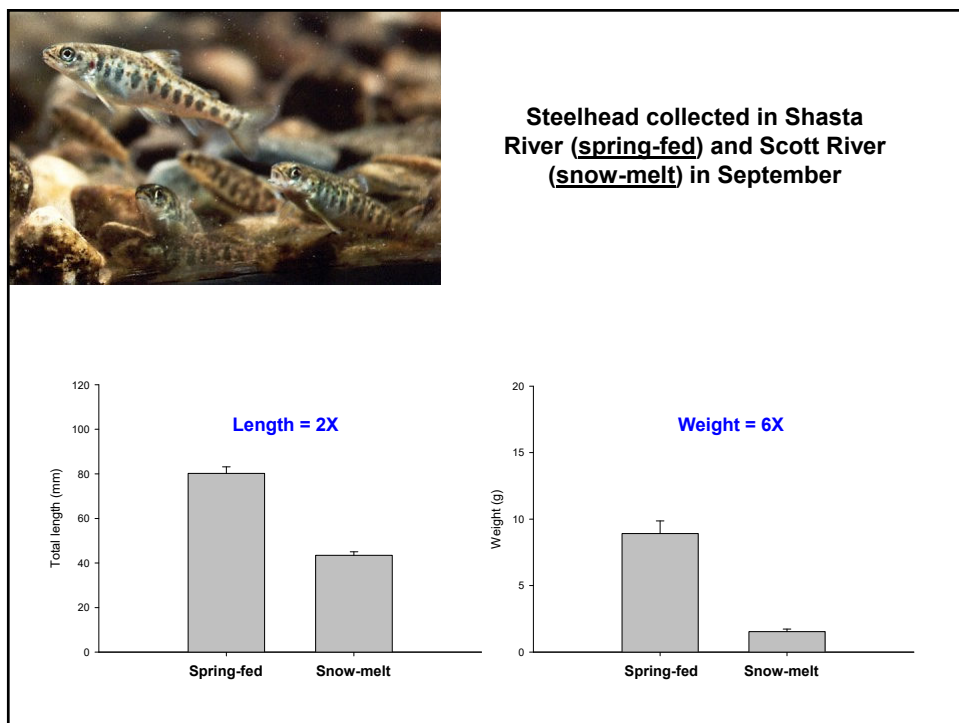 Steelhead collected in Shasta
River (spring-fed) and Scott River
(snow-melt) in September
Length = 2X
Total length (mm)
120
100
80
60
40
20
0
Spring-fed Snow-melt
Weight = 6X
Weight (g)
20
15
10
5
0
Spring-fed Snow-melt